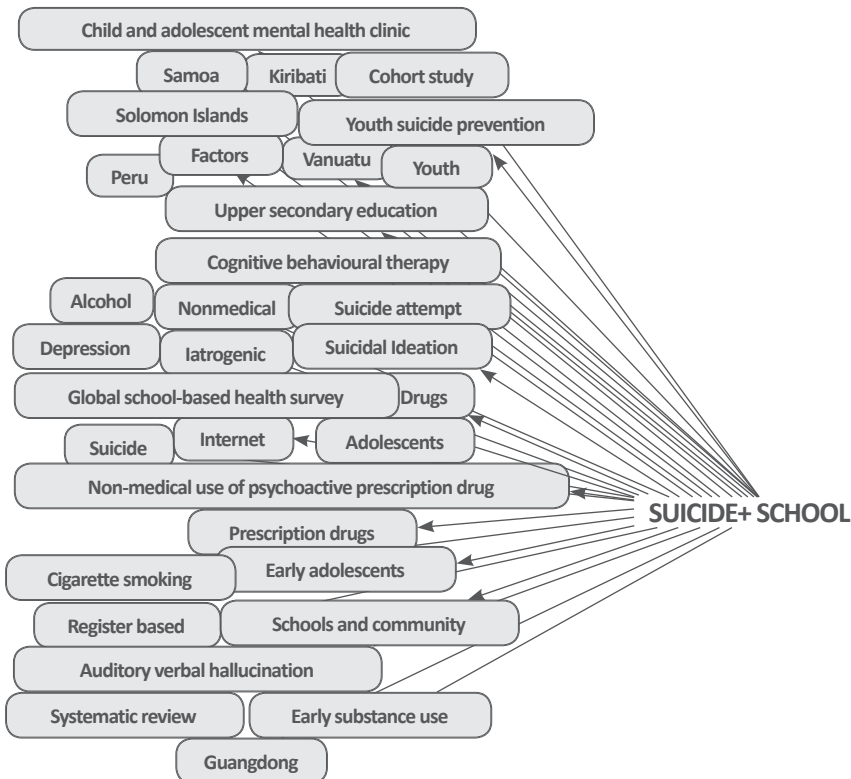 Child and adolescent mental health clinic
Samoa
Kiribati
Cohort study
Solomon Islands
Youth suicide prevention
Factors
Vanuatu
Youth
Peru
Upper secondary education
Cognitive behavioural therapy
Alcohol
Nonmedical
Suicide attempt
Depression
Iatrogenic
Suicidal Ideation
Global school-based health survey
Drugs
Suicide
Internet
Adolescents
Non-medical use of psychoactive prescription drug
SUICIDE+ SCHOOL
Prescription drugs
Cigarette smoking
Early adolescents
Register based
Schools and community
Auditory verbal hallucination
Systematic review
Early substance use
Guangdong